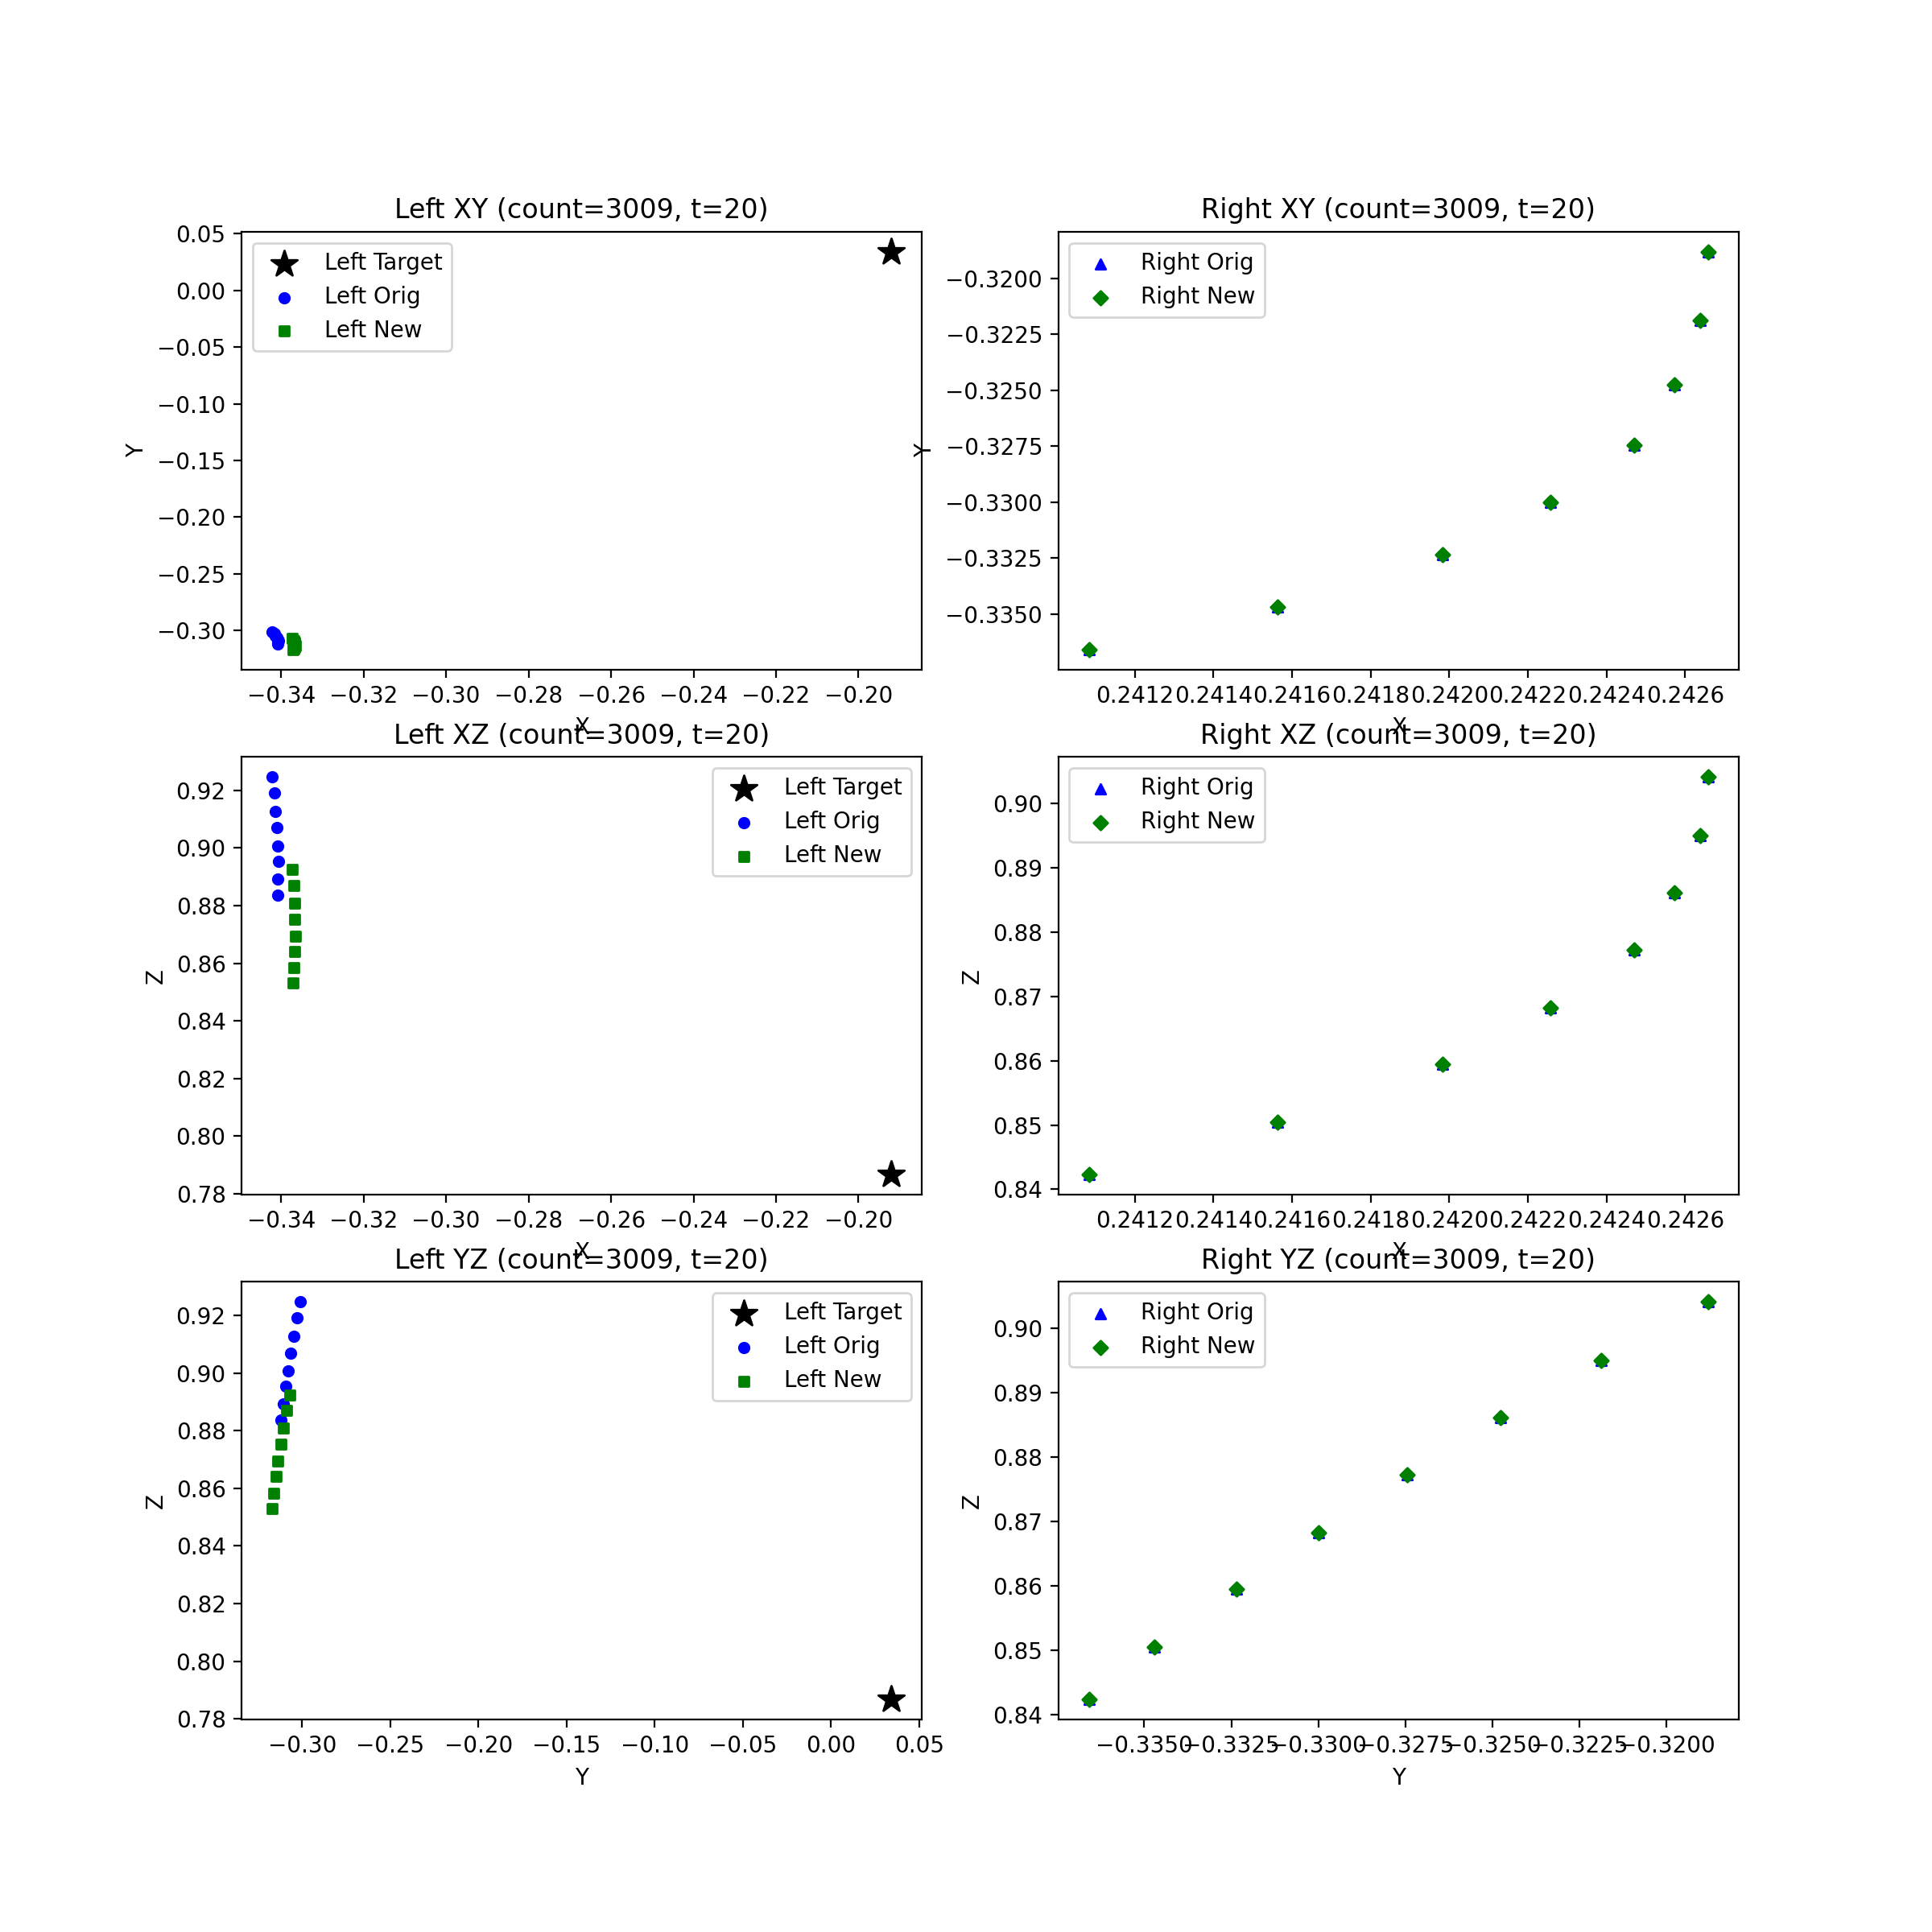 Left XY (count=3009, t=20)
Left Target
Left Orig
Left New
0.05
0.00
−0.05
−0.10
−0.15
−0.20
−0.25
−0.30
Y
−0.34 −0.32 −0.30 −0.28 −0.26 −0.24 −0.22 −0.20
X
Right XY (count=3009, t=20)
Right Orig
Right New
−0.3200
−0.3225
−0.3250
−0.3275
−0.3300
−0.3325
−0.3350
Y
0.2412 0.2414 0.2416 0.2418 0.2420 0.2422 0.2424 0.2426
X
Left XZ (count=3009, t=20)
Left Target
Left Orig
Left New
0.92
0.90
0.88
0.86
0.84
0.82
0.80
0.78
Z
−0.34 −0.32 −0.30 −0.28 −0.26 −0.24 −0.22 −0.20
X
Right XZ (count=3009, t=20)
Right Orig
Right New
0.90
0.89
0.88
0.87
0.86
0.85
0.84
Z
0.2412 0.2414 0.2416 0.2418 0.2420 0.2422 0.2424 0.2426
X
Left YZ (count=3009, t=20)
Left Target
Left Orig
Left New
0.92
0.90
0.88
0.86
0.84
0.82
0.80
0.78
Z
−0.30 −0.25 −0.20 −0.15 −0.10 −0.05 0.00 0.05
Y
Right YZ (count=3009, t=20)
Right Orig
Right New
0.90
0.89
0.88
0.87
0.86
0.85
0.84
Z
−0.3350 −0.3325 −0.3300 −0.3275 −0.3250 −0.3225 −0.3200
Y